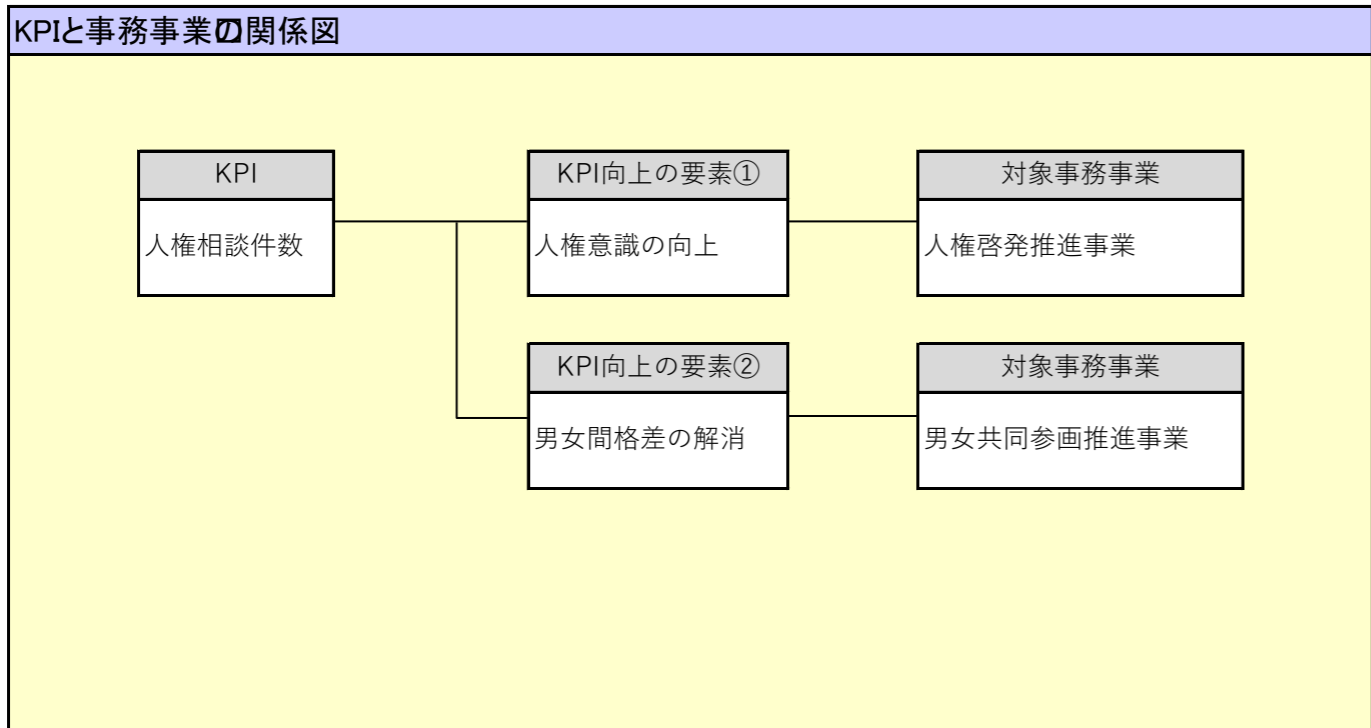 KPIと事務事業の関係図
KPI
人権相談件数
KPI向上の要素①
人権意識の向上
対象事務事業
人権啓発推進事業
KPI向上の要素②
男女間格差の解消
対象事務事業
男女共同参画推進事業